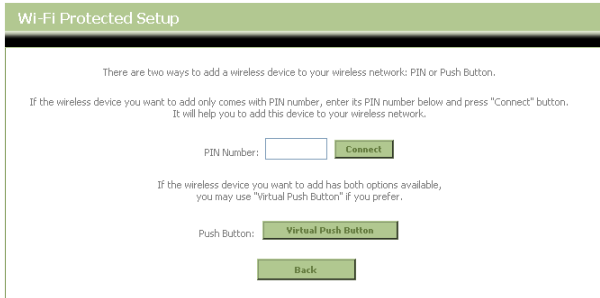 Wi-Fi Protected Setup
There are two ways to add a wireless device to your wireless network: PIN or Push Button.
If the wireless device you want to add only comes with PIN number, enter its PIN number below and press "Connect" button.
It will help you to add this device to your wireless network.
PIN Number: Connect
If the wireless device you want to add has both options available,
you may use "Virtual Push Button" if you prefer.
Push Button: Virtual Push Button
Back